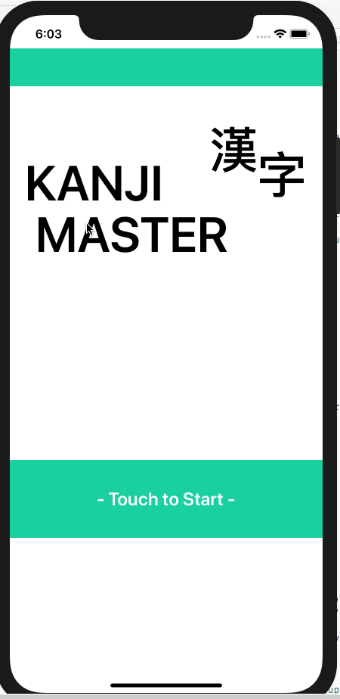 6:03
漢字
KANJI
MASTER
- Touch to Start -